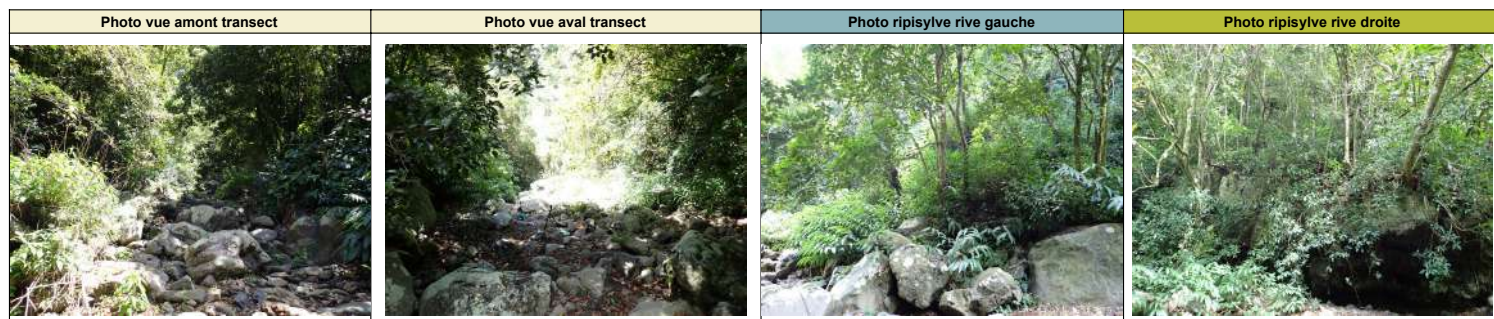 Photo vue amont transect
Photo vue aval transect
Photo ripisylve rive gauche
Photo ripisylve rive droite